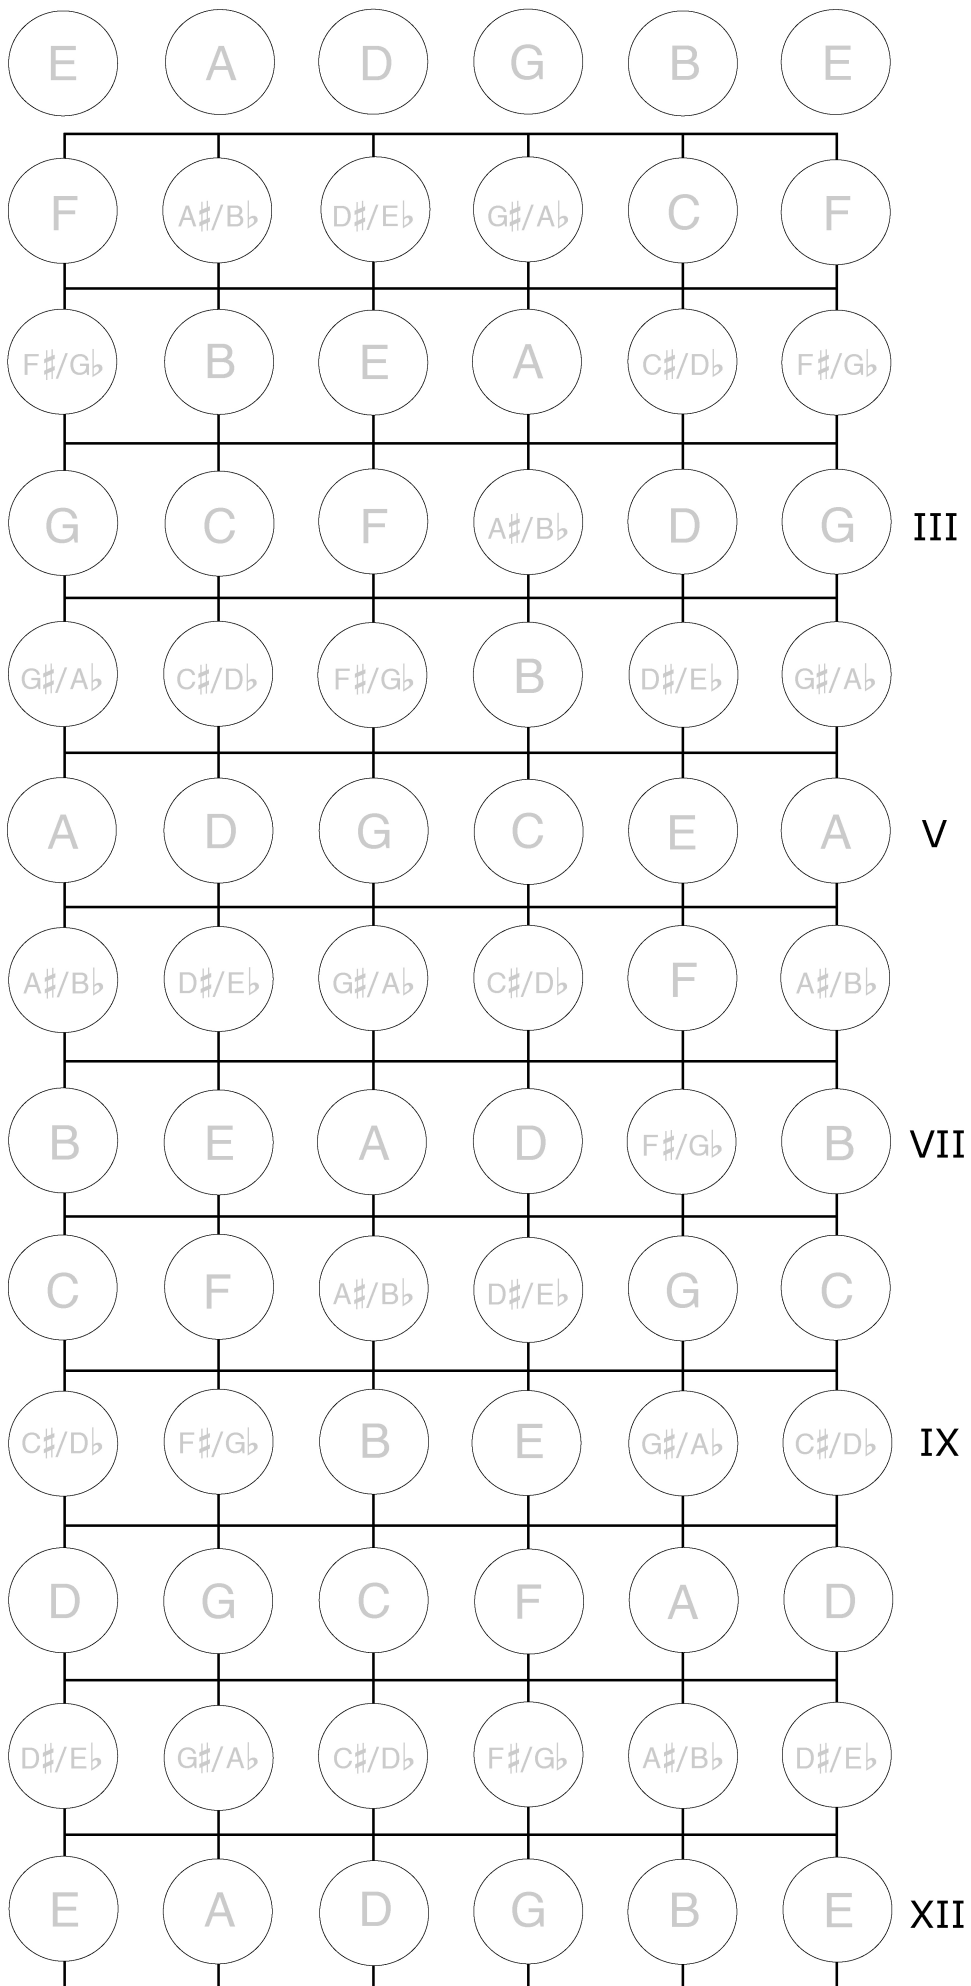 E A D G B E
F A♯/B♭ D♯/E♭ G♯/A♭ C F
F♯/G♭ B E A C♯/D♭ F♯/G♭
G C F A♯/B♭ D G III
G♯/A♭ C♯/D♭ F♯/G♭ B D♯/E♭ G♯/A♭
A D G C E A V
A♯/B♭ D♯/E♭ G♯/A♭ C♯/D♭ F A♯/B♭
B E A D F♯/G♭ B VII
C F A♯/B♭ D♯/E♭ G C
C♯/D♭ F♯/G♭ B E G♯/A♭ C♯/D♭ IX
D G C F A D
D♯/E♭ G♯/A♭ C♯/D♭ F♯/G♭ A♯/B♭ D♯/E♭
E A D G B E XII